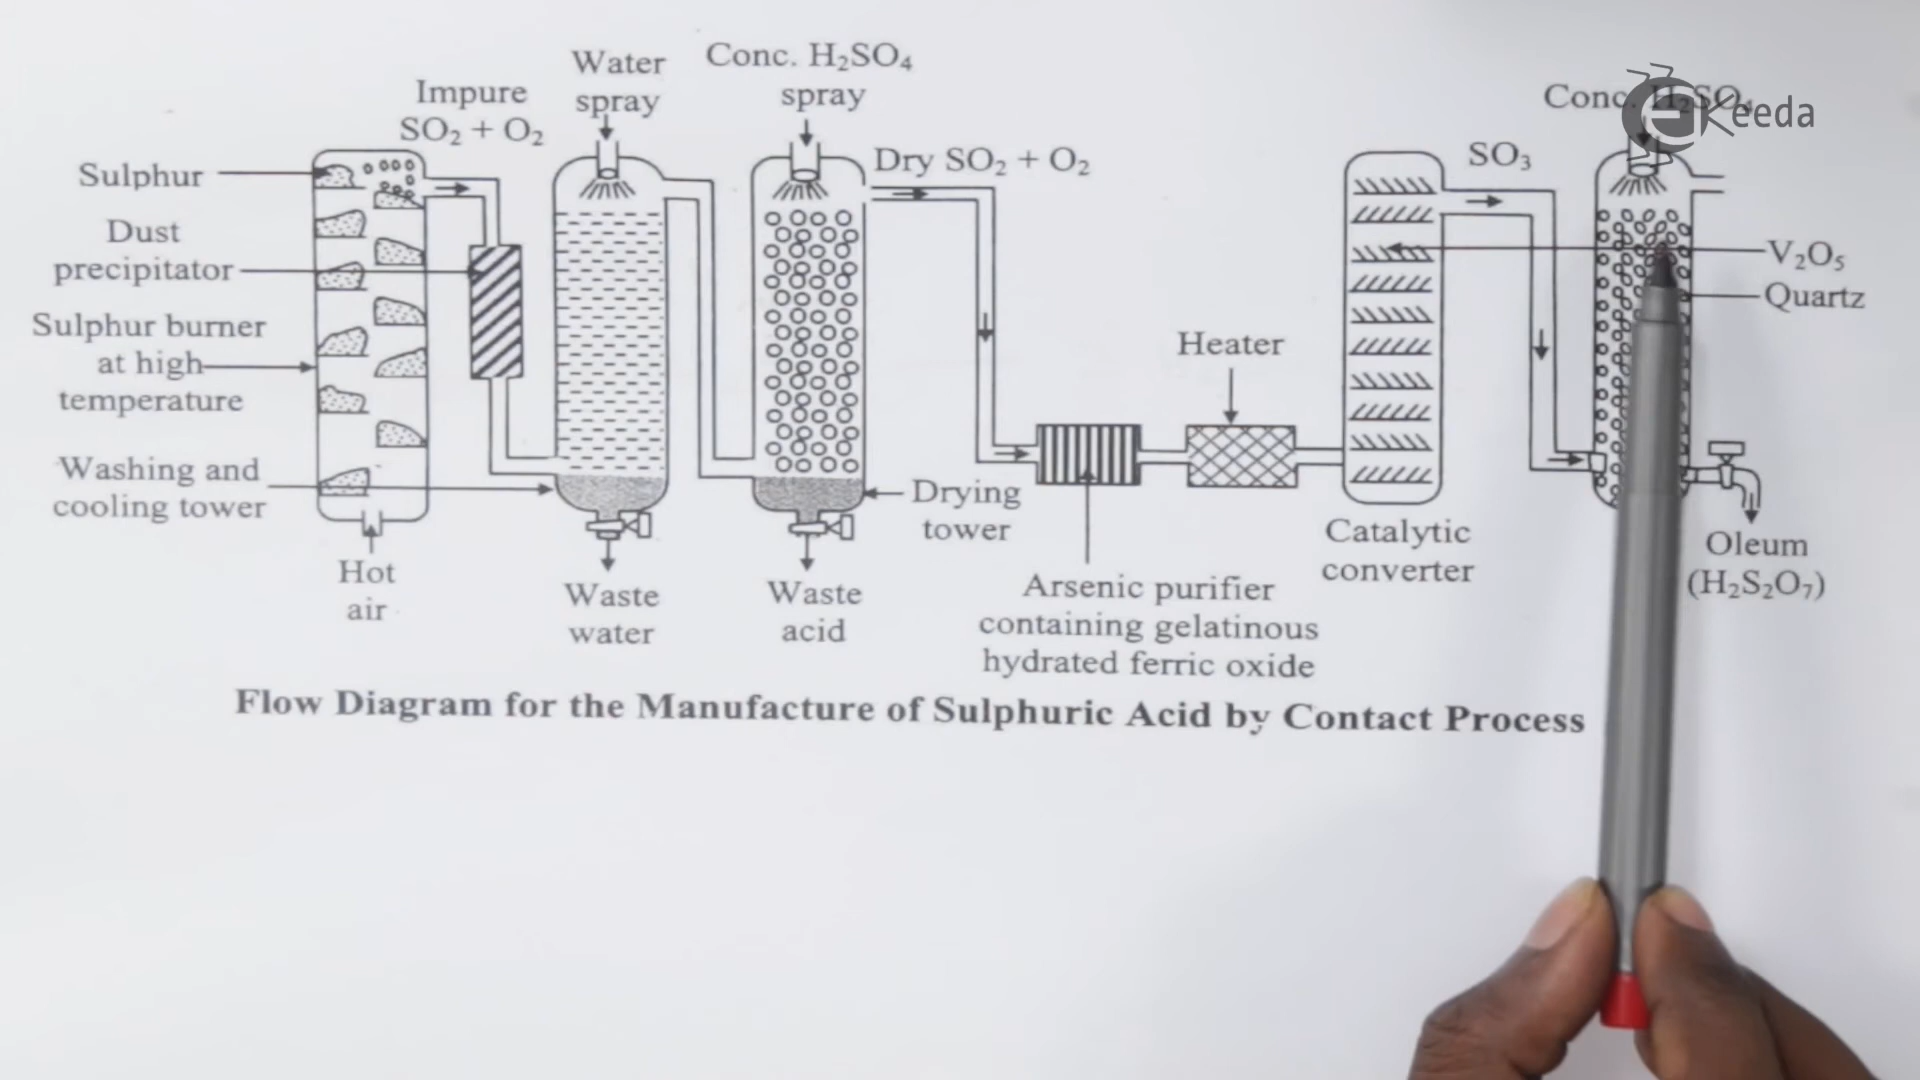 Water
spray
Conc. H₂SO₄
spray
Impure
SO₂ + O₂
Conc. H₂SO₄
Keeda
Sulphur
Dry SO₂ + O₂
SO₃
Dust
precipitator
V₂O₅
Quartz
Sulphur burner
at high
temperature
Heater
Washing and
cooling tower
Drying
tower
Catalytic
converter
Oleum
(H₂S₂O₇)
Hot
air
Waste
water
Waste
acid
Arsenic purifier
containing gelatinous
hydrated ferric oxide
Flow Diagram for the Manufacture of Sulphuric Acid by Contact Process